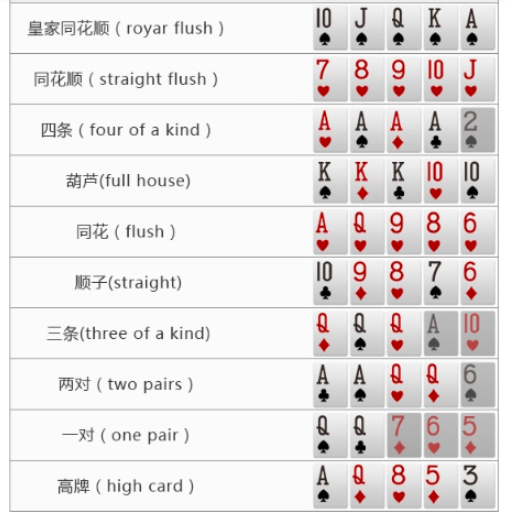 皇家同花顺（royar flush）
10 J Q K A
同花顺（straight flush）
7 8 9 10 J
四条（four of a kind）
A A A A 2
葫芦(full house)
K K K 10 10
同花（flush）
A Q 9 8 6
顺子(straight)
10 9 8 7 6
三条(three of a kind)
Q Q Q A 10
两对（two pairs）
A A Q Q 6
一对（one pair）
Q Q 7 6 5
高牌（high card）
A Q 8 5 3